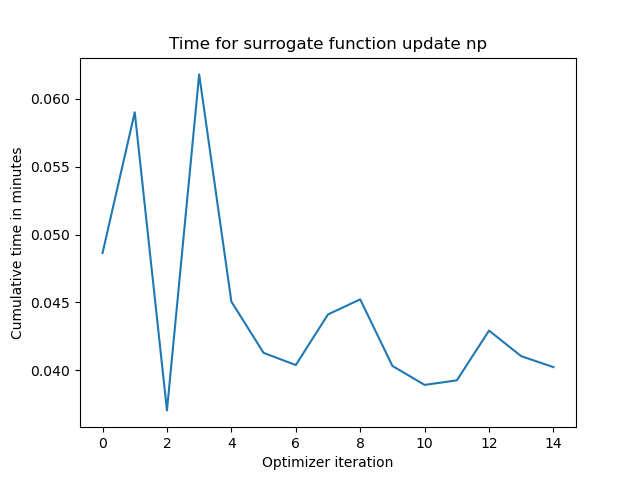 Time for surrogate function update np
0.060
0.055
0.050
0.045
0.040
Cumulative time in minutes
0 2 4 6 8 10 12 14
Optimizer iteration